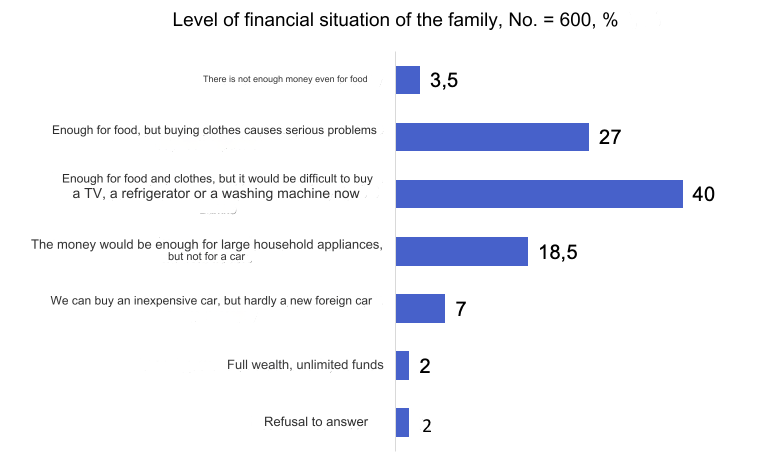 Level of financial situation of the family, No. = 600, %
There is not enough money even for food
3,5
Enough for food, but buying clothes causes serious problems
27
Enough for food and clothes, but it would be difficult to buy
a TV, a refrigerator or a washing machine now
40
The money would be enough for large household appliances,
but not for a car
18,5
We can buy an inexpensive car, but hardly a new foreign car
7
Full wealth, unlimited funds
2
Refusal to answer
2